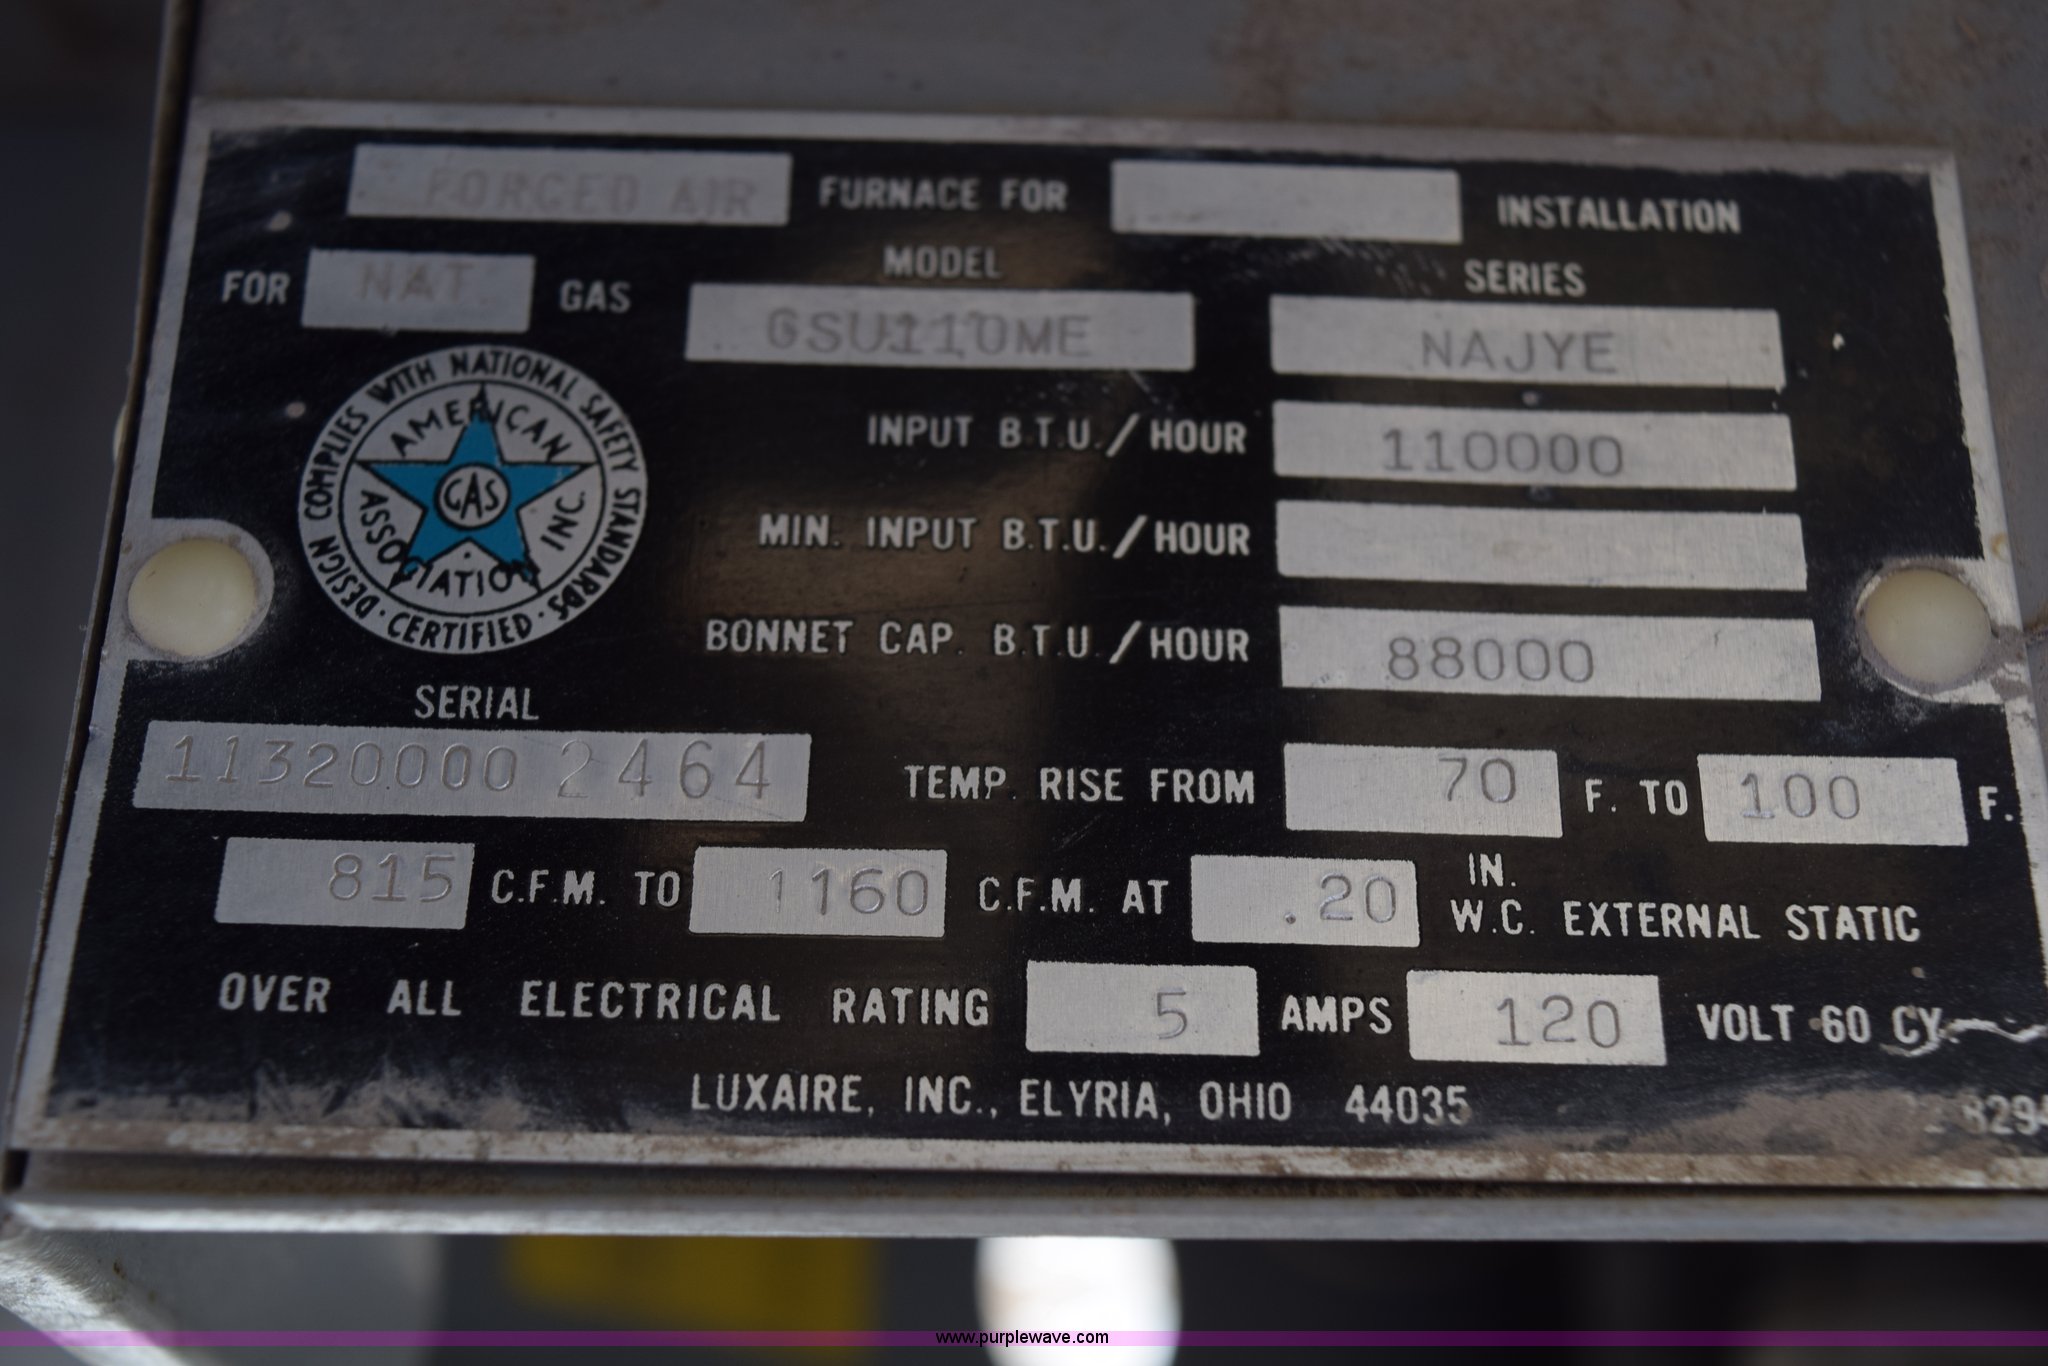 FORCED AIR FURNACE FOR INSTALLATION
FOR NAT. GAS
MODEL
GSU110ME
SERIES
NAJYE
DESIGN COMPLIES WITH NATIONAL SAFETY STANDARDS · CERTIFIED ·
AMERICAN
GAS
ASSOCIATION INC.
INPUT B.T.U./HOUR 110000
MIN. INPUT B.T.U./HOUR
BONNET CAP. B.T.U./HOUR 88000
SERIAL
11320000 2464
TEMP. RISE FROM 70 F. TO 100 F.
815 C.F.M. TO 1160 C.F.M. AT .20 IN. W.C. EXTERNAL STATIC
OVER ALL ELECTRICAL RATING 5 AMPS 120 VOLT 60 CY.
LUXAIRE, INC., ELYRIA, OHIO 44035
www.purplewave.com